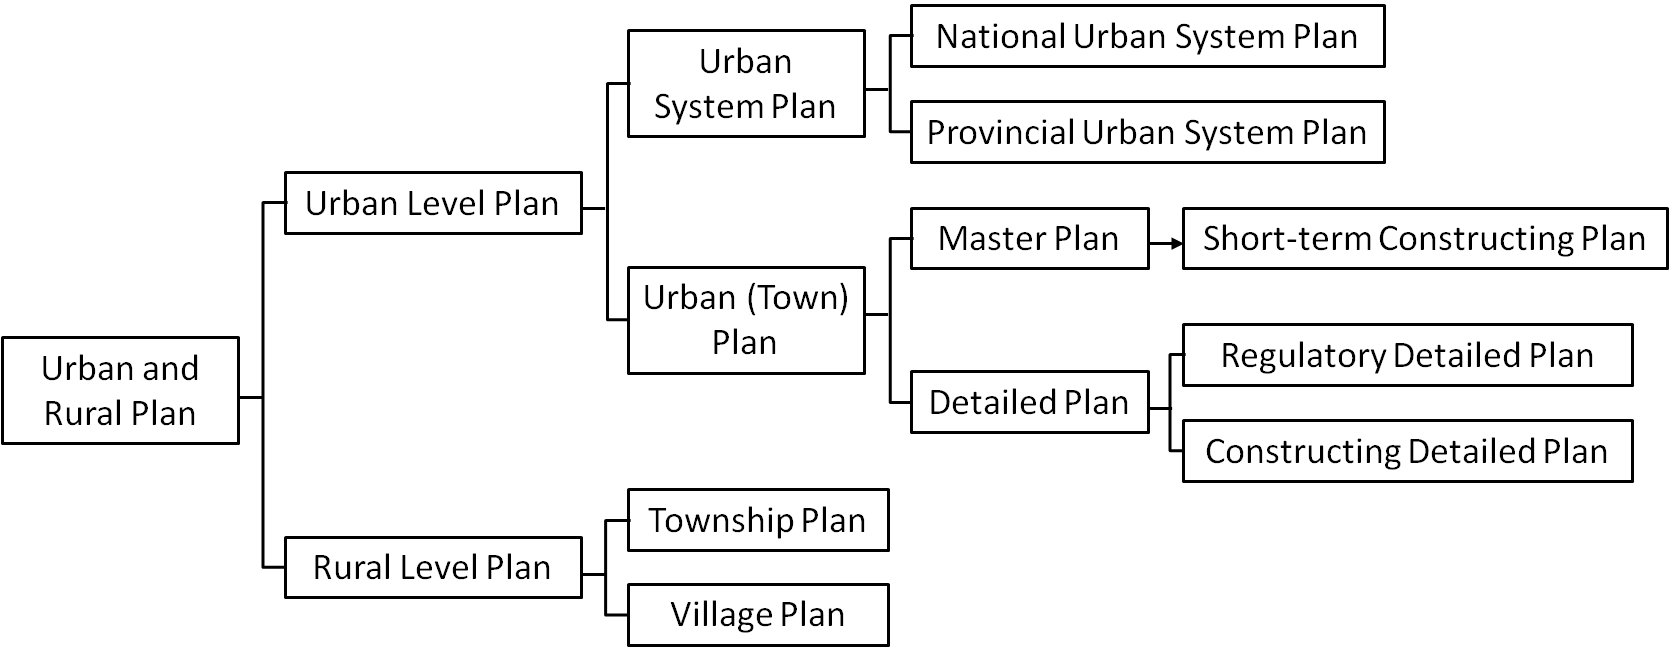 Urban and
Rural Plan
Urban Level Plan
Rural Level Plan
Urban
System Plan
Urban (Town)
Plan
Township Plan
Village Plan
National Urban System Plan
Provincial Urban System Plan
Master Plan
Detailed Plan
Short-term Constructing Plan
Regulatory Detailed Plan
Constructing Detailed Plan